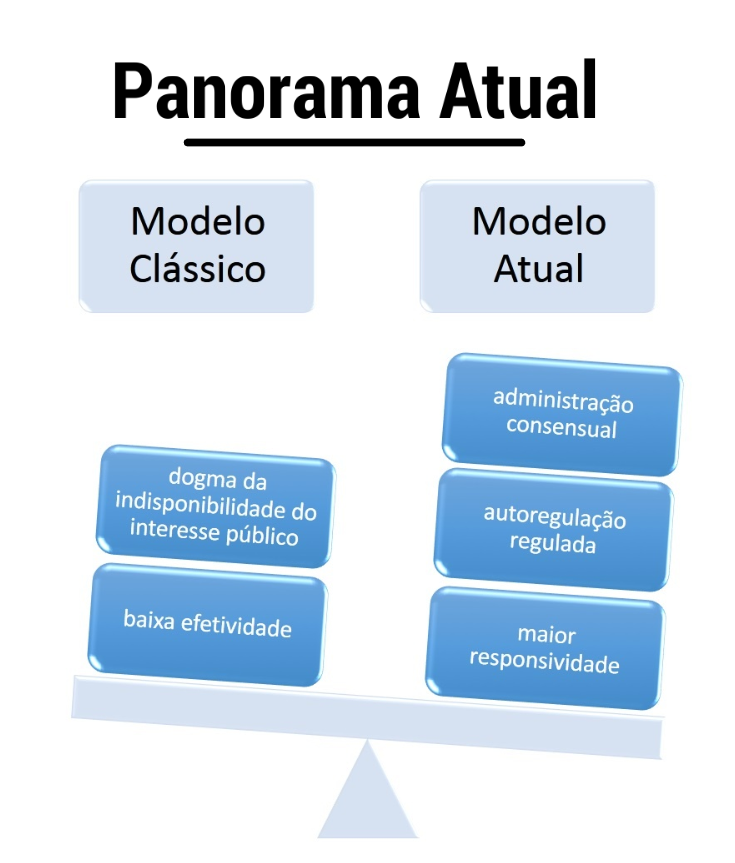 Panorama Atual
Modelo
Clássico
Modelo
Atual
dogma da
indisponibilidade do
interesse público
baixa efetividade
administração
consensual
autoregulação
regulada
maior
responsividade